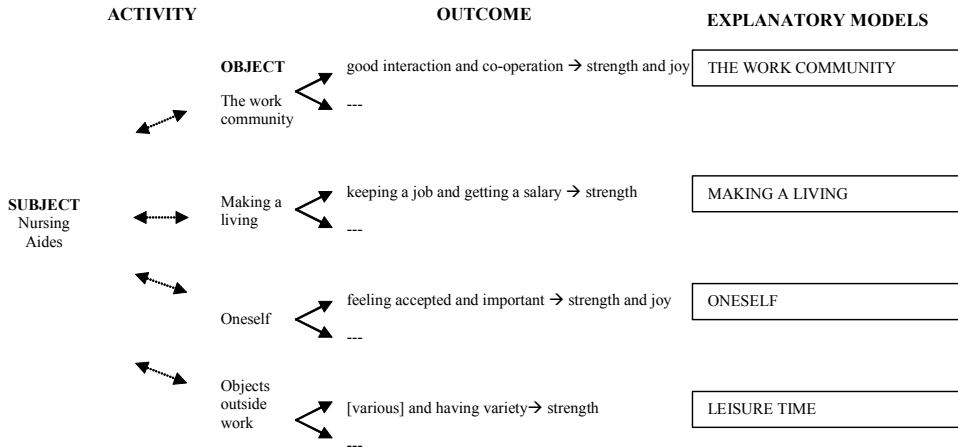 ACTIVITY OUTCOME EXPLANATORY MODELS
OBJECT
The work
community
good interaction and co-operation → strength and joy
---
THE WORK COMMUNITY
SUBJECT
Nursing
Aides
Making a
living
keeping a job and getting a salary → strength
---
MAKING A LIVING
Oneself
feeling accepted and important → strength and joy
---
ONESELF
Objects
outside
work
[various] and having variety→ strength
---
LEISURE TIME